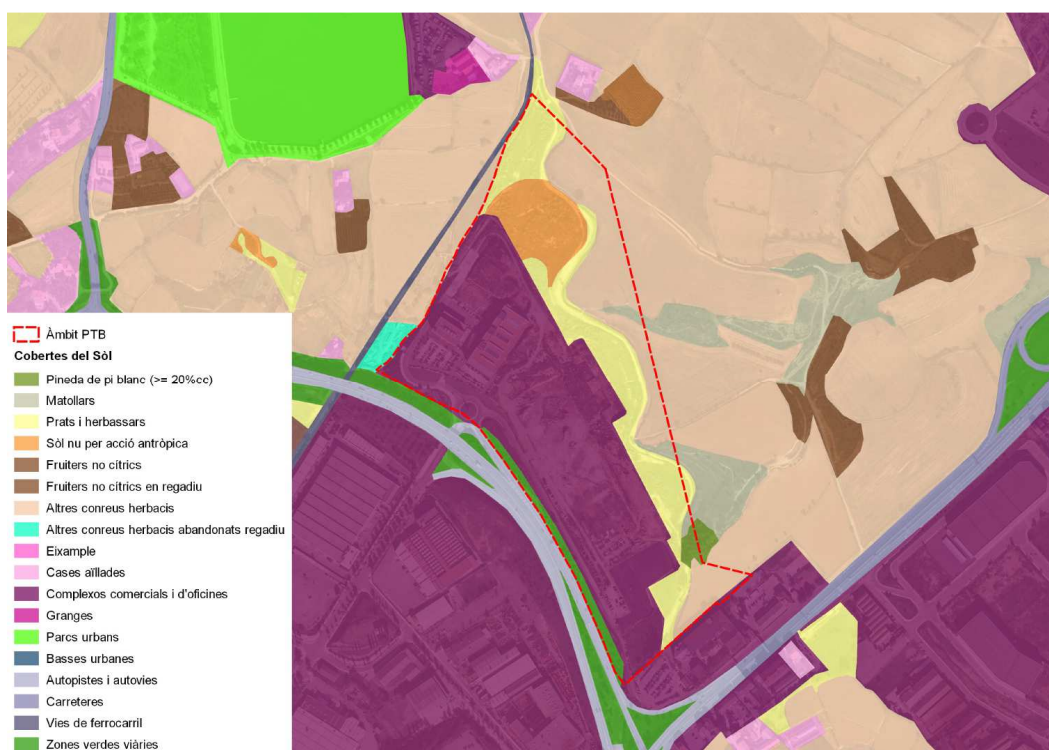 Àmbit PTB
Cobertes del Sòl
Pineda de pi blanc (>= 20%cc)
Matollars
Prats i herbassars
Sòl nu per acció antròpica
Fruiters no cítrics
Fruiters no cítrics en regadiu
Altres conreus herbacis
Altres conreus herbacis abandonats regadiu
Eixample
Cases aïllades
Complexos comercials i d'oficines
Granges
Parcs urbans
Basses urbanes
Autopistes i autovies
Carreteres
Vies de ferrocarril
Zones verdes viàries